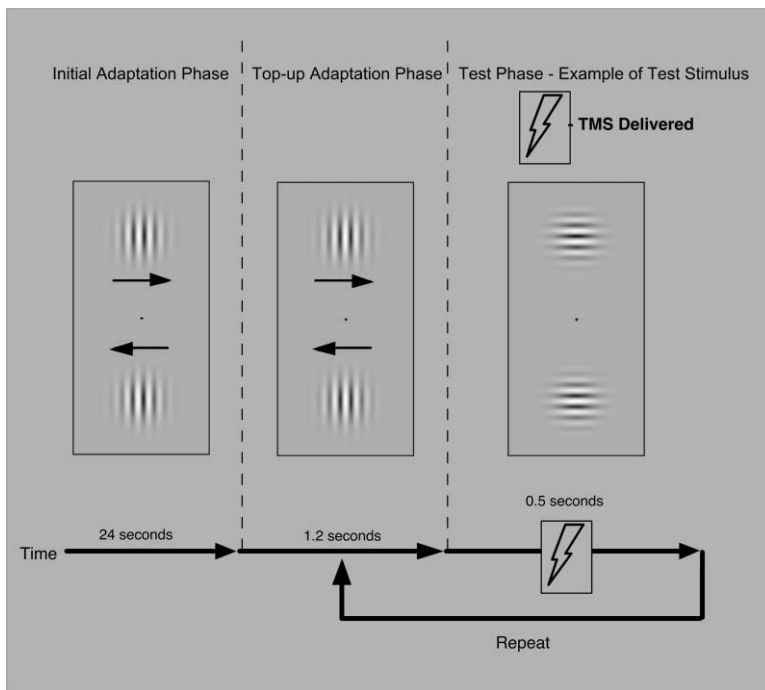 Initial Adaptation Phase
Top-up Adaptation Phase
Test Phase - Example of Test Stimulus
- TMS Delivered
0.5 seconds
24 seconds
1.2 seconds
Time
Repeat